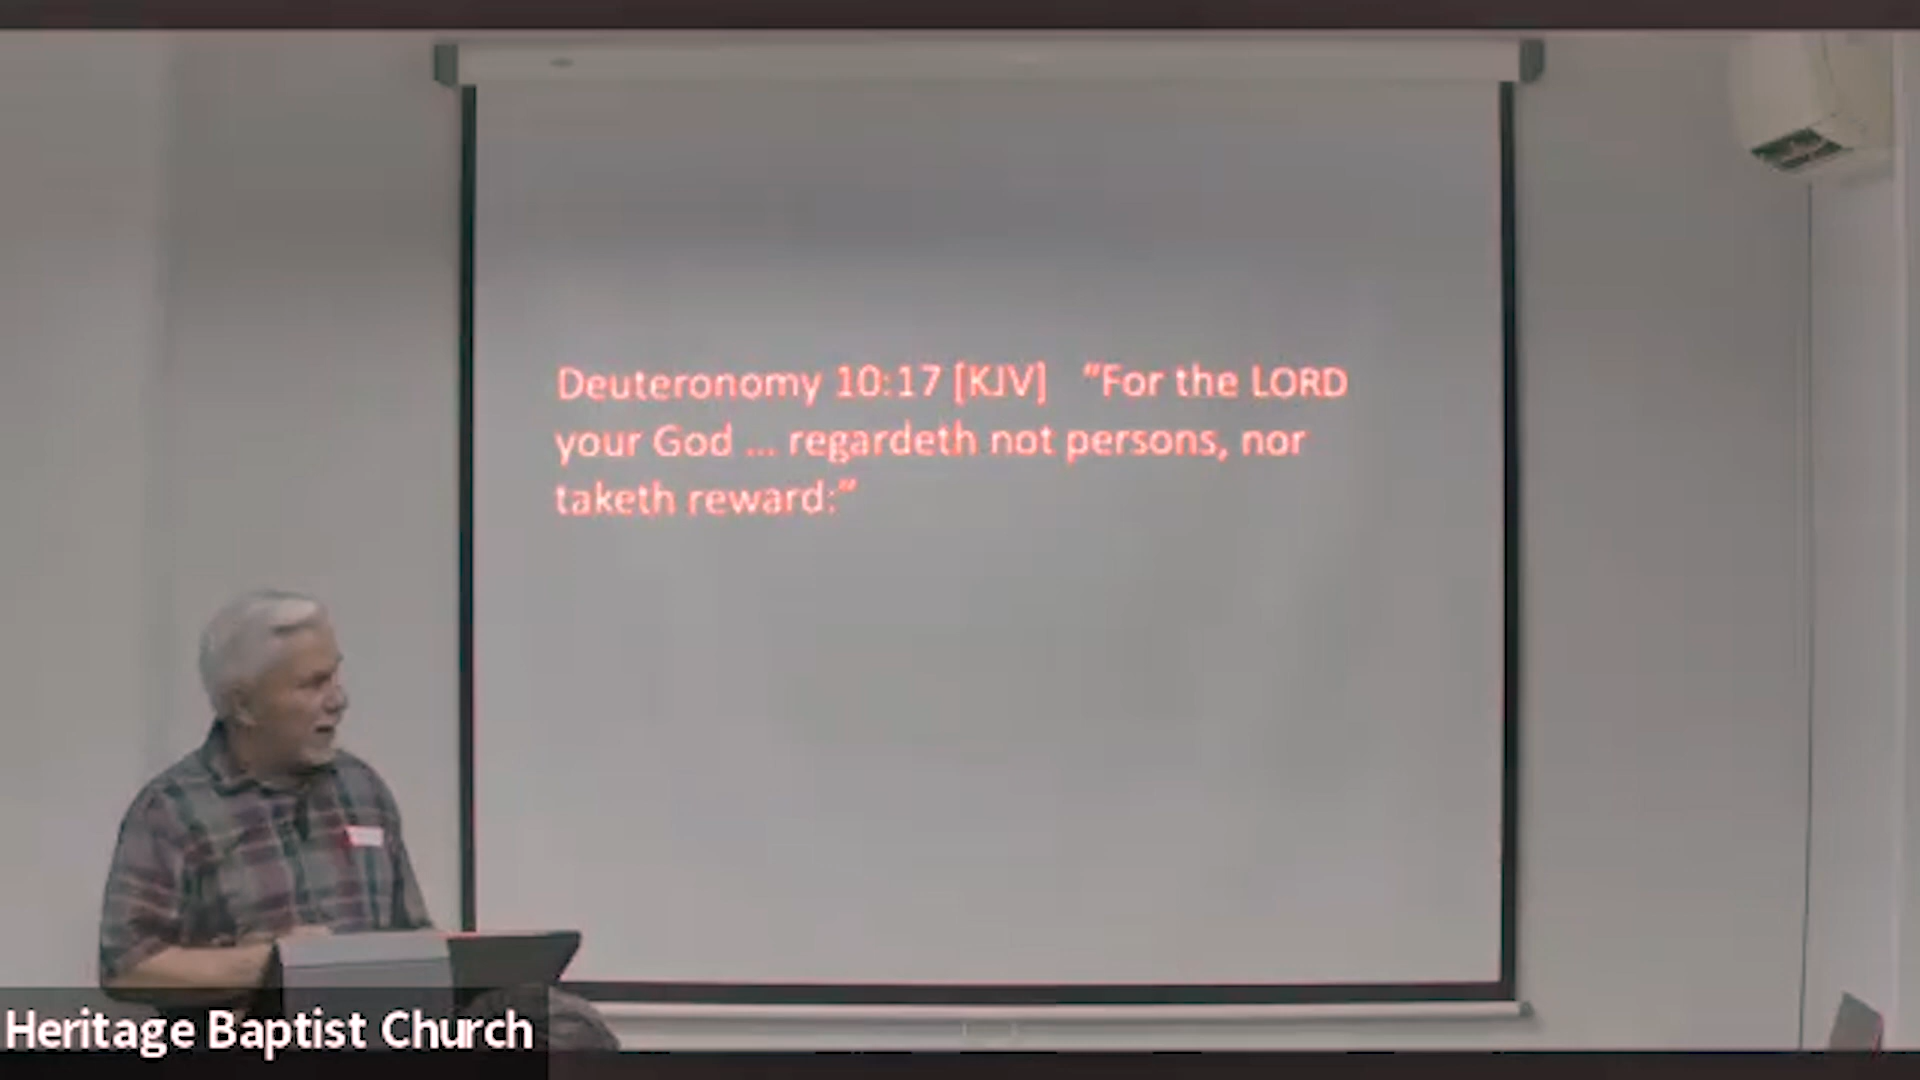 Deuteronomy 10:17 [KJV] "For the LORD
your God ... regardeth not persons, nor
taketh reward:"
Heritage Baptist Church